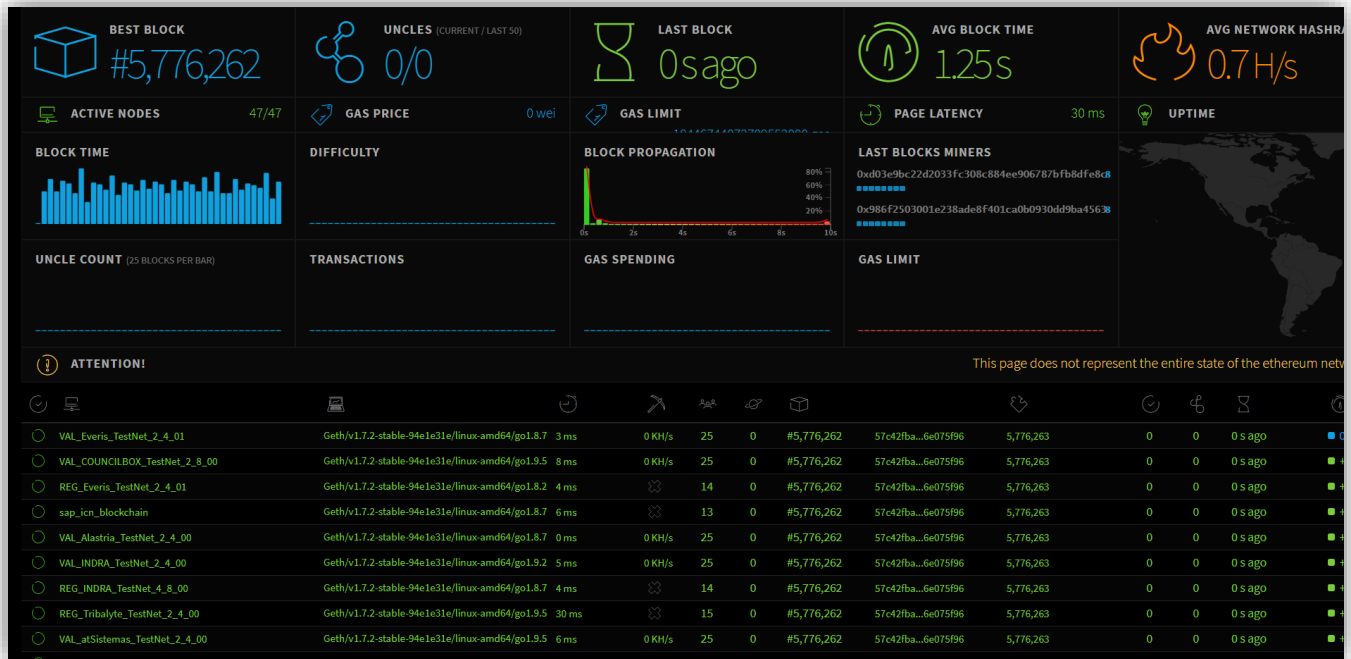 BEST BLOCK
#5,776,262
UNCLES (CURRENT / LAST 50)
0/0
LAST BLOCK
0 s ago
AVG BLOCK TIME
1.25 s
AVG NETWORK HASHRA
0.7 H/s
ACTIVE NODES 47/47
GAS PRICE 0 wei
GAS LIMIT
PAGE LATENCY 30 ms
UPTIME
BLOCK TIME
DIFFICULTY
BLOCK PROPAGATION
80%
60%
40%
20%
0s 2s 4s 6s 8s 10s
LAST BLOCKS MINERS
0xd03e9bc22d2033fc308c884ee906787bfb8dfe8c8
0x986f2503001e238ade8f401ca0b0930dd9ba45638
UNCLE COUNT (25 BLOCKS PER BAR)
TRANSACTIONS
GAS SPENDING
GAS LIMIT
ATTENTION!
This page does not represent the entire state of the ethereum netw
VAL_Everis_TestNet_2_4_01 Geth/v1.7.2-stable-94e1e31e/linux-amd64/go1.8.7 3 ms 0 KH/s 25 0 #5,776,262 57c42fba...6e075f96 5,776,263 0 0 0 s ago 0
VAL_COUNCILBOX_TestNet_2_8_00 Geth/v1.7.2-stable-94e1e31e/linux-amd64/go1.9.5 8 ms 0 KH/s 25 0 #5,776,262 57c42fba...6e075f96 5,776,263 0 0 0 s ago +
REG_Everis_TestNet_2_4_01 Geth/v1.7.2-stable-94e1e31e/linux-amd64/go1.8.2 4 ms 14 0 #5,776,262 57c42fba...6e075f96 5,776,263 0 0 0 s ago +
sap_icn_blockchain Geth/v1.7.2-stable-94e1e31e/linux-amd64/go1.8.7 6 ms 13 0 #5,776,262 57c42fba...6e075f96 5,776,263 0 0 0 s ago +
VAL_Alastria_TestNet_2_4_00 Geth/v1.7.2-stable-94e1e31e/linux-amd64/go1.8.7 0 ms 0 KH/s 25 0 #5,776,262 57c42fba...6e075f96 5,776,263 0 0 0 s ago +
VAL_INDRA_TestNet_2_4_00 Geth/v1.7.2-stable-94e1e31e/linux-amd64/go1.9.2 5 ms 0 KH/s 25 0 #5,776,262 57c42fba...6e075f96 5,776,263 0 0 0 s ago +
REG_INDRA_TestNet_4_8_00 Geth/v1.7.2-stable-94e1e31e/linux-amd64/go1.8.7 4 ms 14 0 #5,776,262 57c42fba...6e075f96 5,776,263 0 0 0 s ago +
REG_Tribalyte_TestNet_2_4_00 Geth/v1.7.2-stable-94e1e31e/linux-amd64/go1.9.5 30 ms 15 0 #5,776,262 57c42fba...6e075f96 5,776,263 0 0 0 s ago +
VAL_atSistemas_TestNet_2_4_00 Geth/v1.7.2-stable-94e1e31e/linux-amd64/go1.9.5 6 ms 0 KH/s 25 0 #5,776,262 57c42fba...6e075f96 5,776,263 0 0 0 s ago +